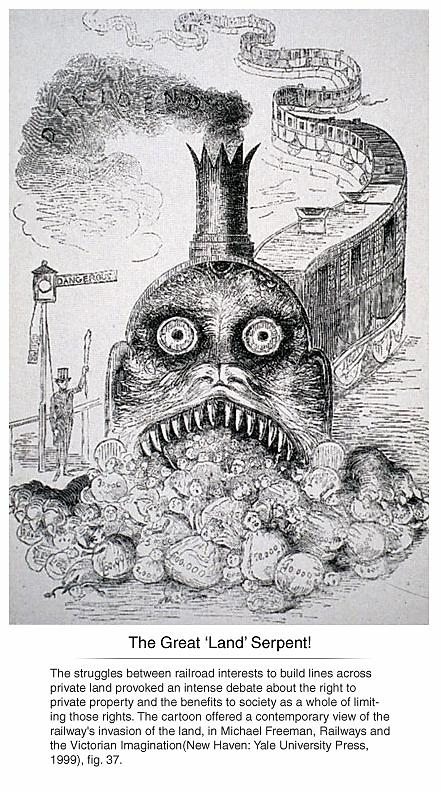 DIVIDENDS
DANGEROUS
The Great ‘Land’ Serpent!
The struggles between railroad interests to build lines across
private land provoked an intense debate about the right to
private property and the benefits to society as a whole of limit-
ing those rights. The cartoon offered a contemporary view of the
railway's invasion of the land, in Michael Freeman, Railways and
the Victorian Imagination(New Haven: Yale University Press,
1999), fig. 37.